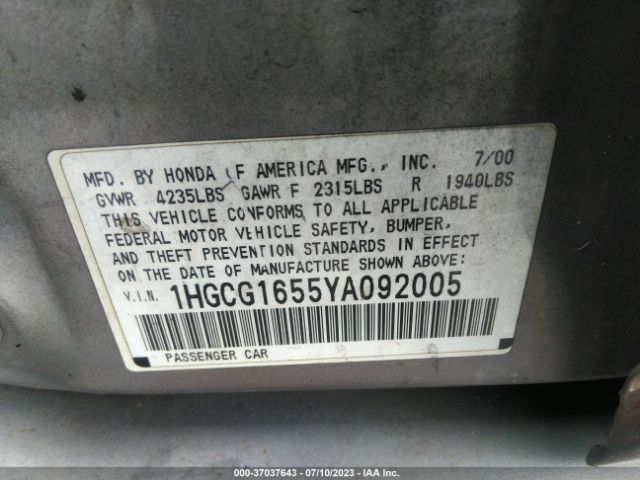 MFD. BY HONDA OF AMERICA MFG., INC. 7/00
GVWR 4235LBS GAWR F 2315LBS R 1940LBS
THIS VEHICLE CONFORMS TO ALL APPLICABLE
FEDERAL MOTOR VEHICLE SAFETY, BUMPER,
AND THEFT PREVENTION STANDARDS IN EFFECT
ON THE DATE OF MANUFACTURE SHOWN ABOVE:
V.I.N. 1HGCG1655YA092005
PASSENGER CAR
000-37037643 / 07/10/2023 - IAA Inc.